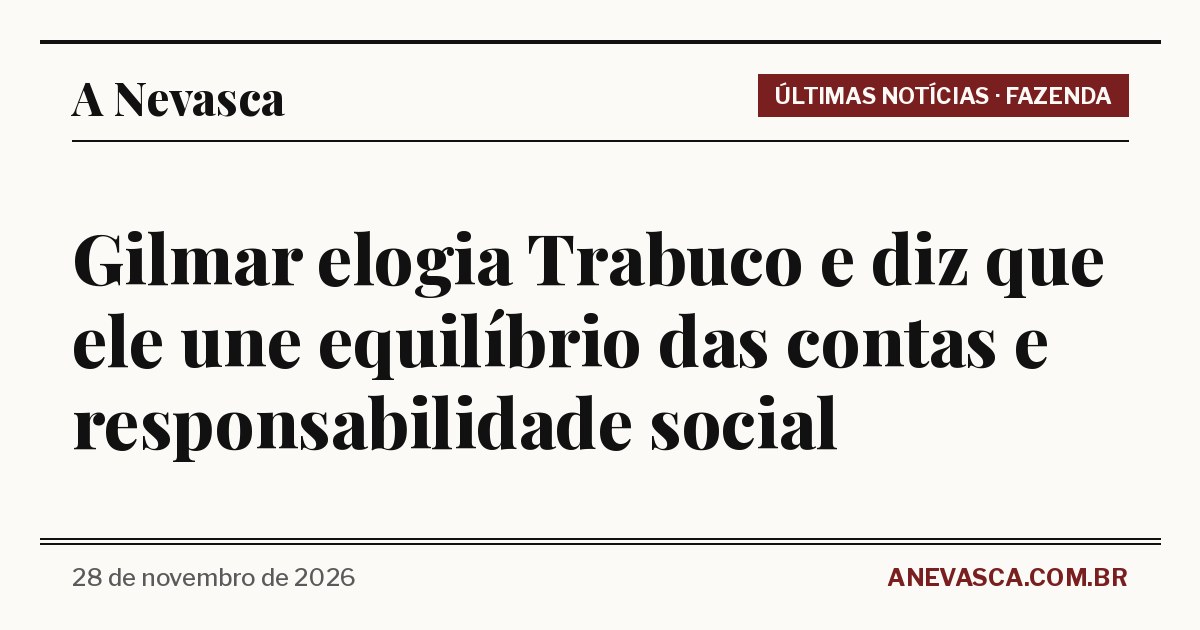 A Nevasca
ÚLTIMAS NOTÍCIAS · FAZENDA
Gilmar elogia Trabuco e diz que
ele une equilíbrio das contas e
responsabilidade social
28 de novembro de 2026
ANEVASCA.COM.BR